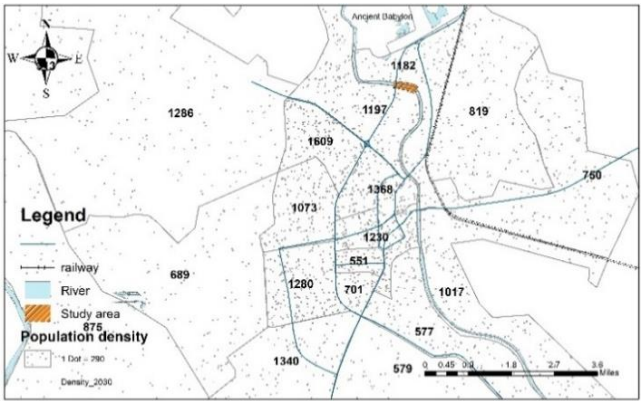 Ancient Babylon
N
W E
S
1182
1286
1197
819
1609
760
1368
1073
1230
689
551
1280
701
1017
577
1340
579
Legend
railway
River
Study area
875
Population density
1 Dot = 290
Density_2030
0 0.45 0.9 1.8 2.7 3.6
Miles